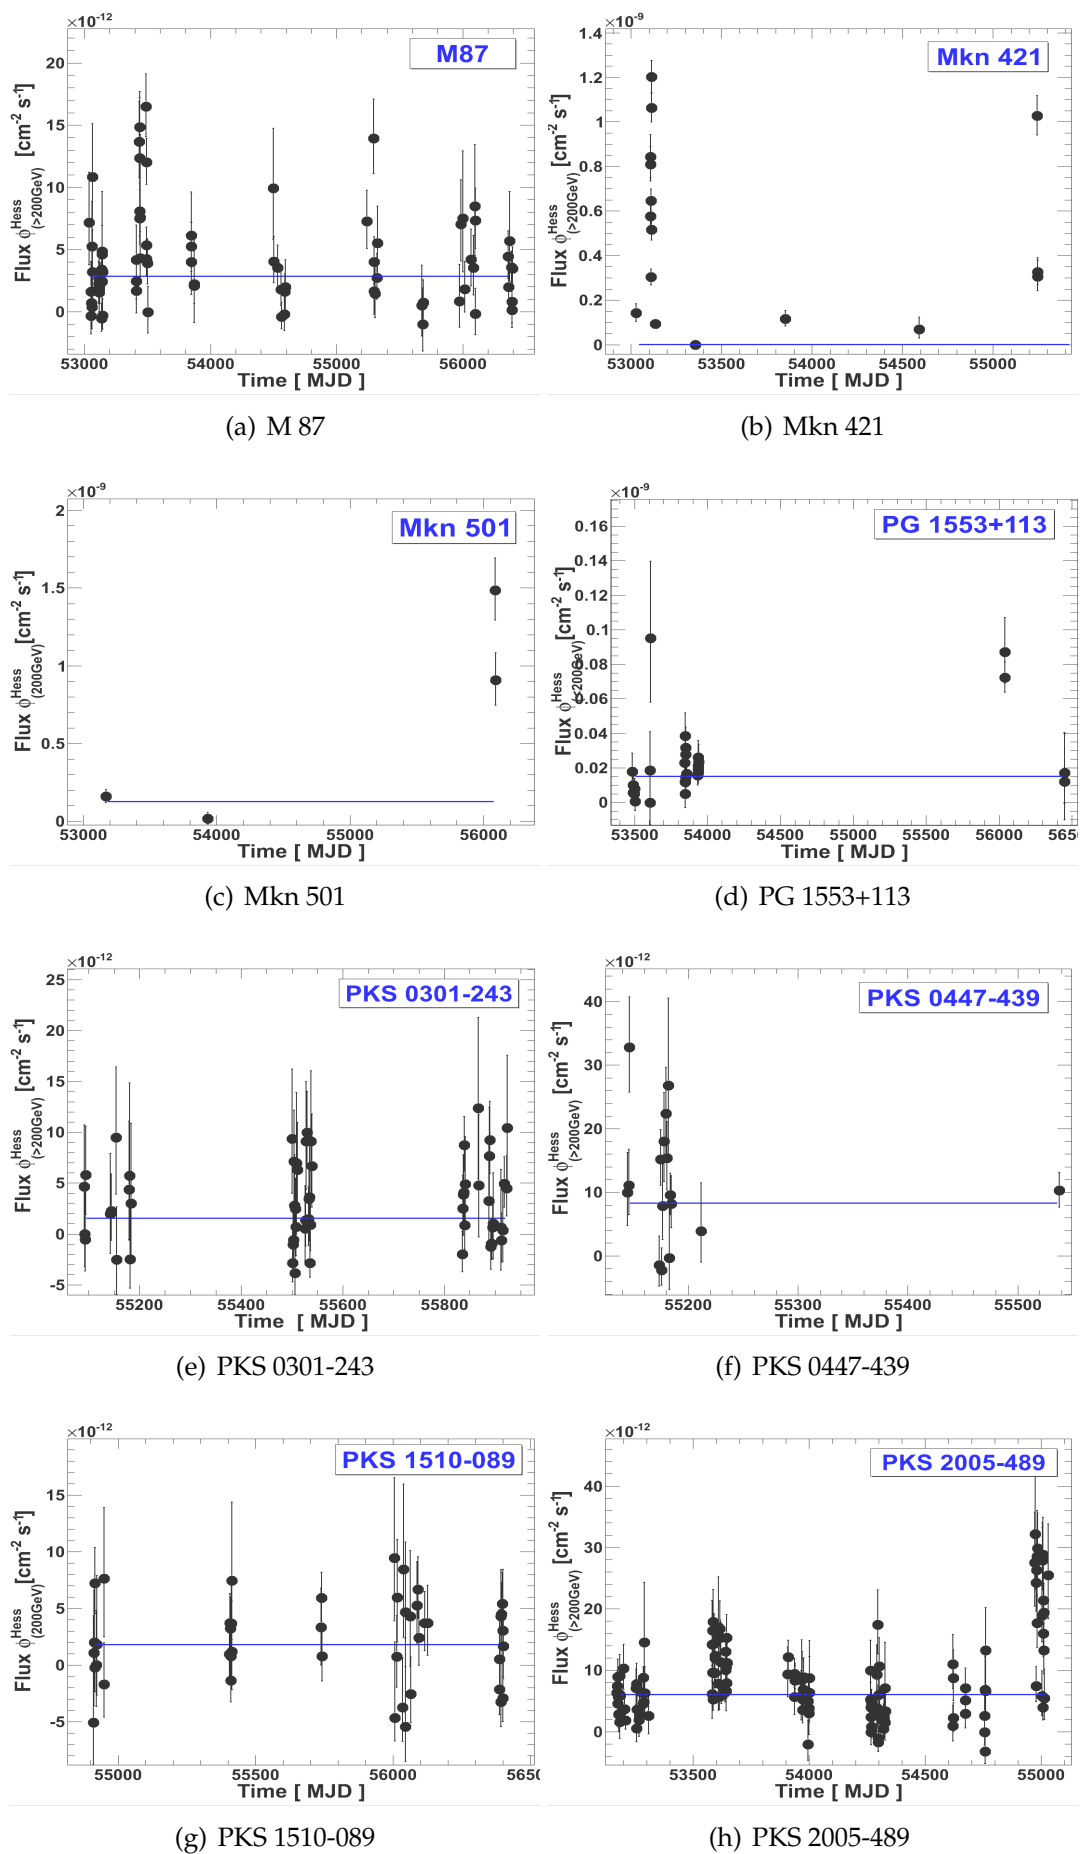 ×10⁻¹² ×10⁻⁹
M87 Mkn 421
Flux ϕ^Hess_(>200GeV) [cm⁻² s⁻¹] Flux ϕ^Hess_(>200GeV) [cm⁻² s⁻¹]
20 15 10 5 0
1.4 1.2 1 0.8 0.6 0.4 0.2 0
53000 54000 55000 56000
53000 53500 54000 54500 55000
Time [ MJD ] Time [ MJD ]
(a) M 87 (b) Mkn 421
×10⁻⁹ ×10⁻⁹
Mkn 501 PG 1553+113
Flux ϕ^Hess_(200GeV) [cm⁻² s⁻¹] Flux ϕ^Hess_(<200GeV) [cm⁻² s⁻¹]
2 1.5 1 0.5 0
0.16 0.14 0.12 0.1 0.08 0.06 0.04 0.02 0
53000 54000 55000 56000
53500 54000 54500 55000 55500 56000 5650
Time [ MJD ] Time [ MJD ]
(c) Mkn 501 (d) PG 1553+113
×10⁻¹² ×10⁻¹²
PKS 0301-243 PKS 0447-439
Flux ϕ^Hess_(>200GeV) [cm⁻² s⁻¹] Flux ϕ^Hess_(>200GeV) [cm⁻² s⁻¹]
25 20 15 10 5 0 -5
40 30 20 10 0
55200 55400 55600 55800
55200 55300 55400 55500
Time [ MJD ] Time [ MJD ]
(e) PKS 0301-243 (f) PKS 0447-439
×10⁻¹² ×10⁻¹²
PKS 1510-089 PKS 2005-489
Flux ϕ^Hess_(200GeV) [cm⁻² s⁻¹] Flux ϕ^Hess_(>200GeV) [cm⁻² s⁻¹]
15 10 5 0 -5
40 30 20 10 0
55000 55500 56000 5650
53500 54000 54500 55000
Time [ MJD ] Time [ MJD ]
(g) PKS 1510-089 (h) PKS 2005-489